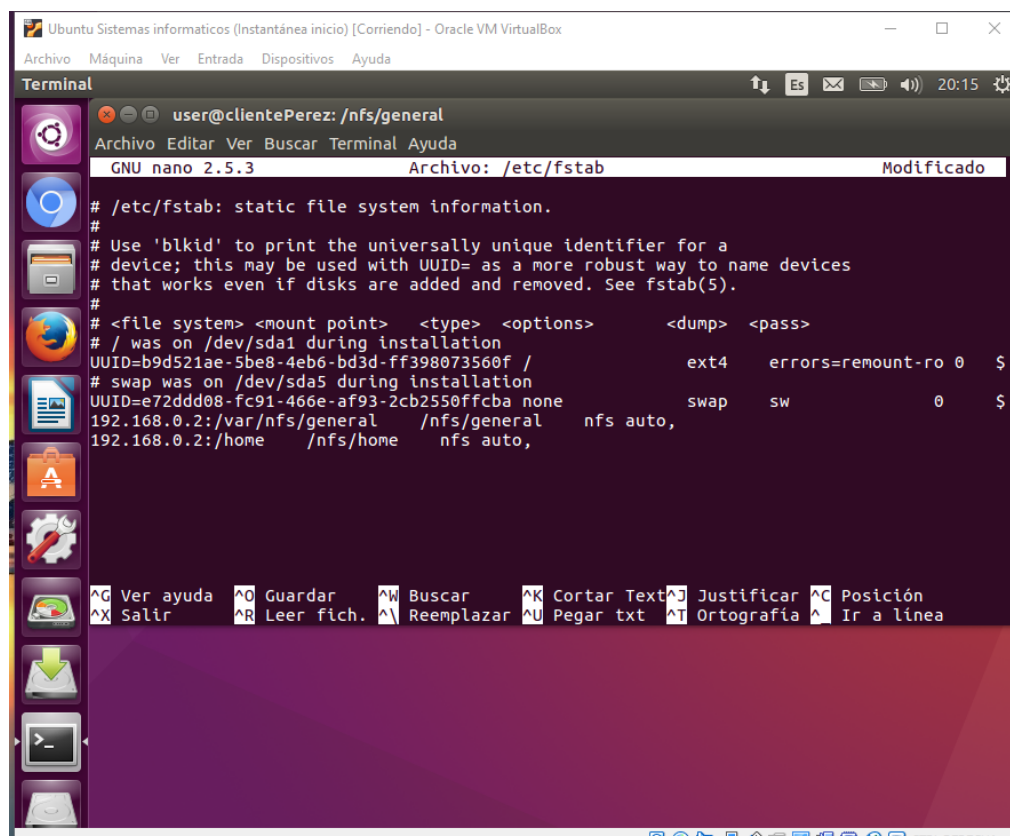 Ubuntu Sistemas informaticos (Instantánea inicio) [Corriendo] - Oracle VM VirtualBox
Archivo Máquina Ver Entrada Dispositivos Ayuda
Terminal Es 20:15
user@clientePerez: /nfs/general
Archivo Editar Ver Buscar Terminal Ayuda
GNU nano 2.5.3 Archivo: /etc/fstab Modificado
# /etc/fstab: static file system information.
#
# Use 'blkid' to print the universally unique identifier for a
# device; this may be used with UUID= as a more robust way to name devices
# that works even if disks are added and removed. See fstab(5).
#
# <file system> <mount point> <type> <options> <dump> <pass>
# / was on /dev/sda1 during installation
UUID=b9d521ae-5be8-4eb6-bd3d-ff398073560f / ext4 errors=remount-ro 0 $
# swap was on /dev/sda5 during installation
UUID=e72ddd08-fc91-466e-af93-2cb2550ffcba none swap sw 0 $
192.168.0.2:/var/nfs/general /nfs/general nfs auto,
192.168.0.2:/home /nfs/home nfs auto,
^G Ver ayuda ^O Guardar ^W Buscar ^K Cortar Text ^J Justificar ^C Posición
^X Salir ^R Leer fich. ^\ Reemplazar ^U Pegar txt ^T Ortografía ^_ Ir a línea